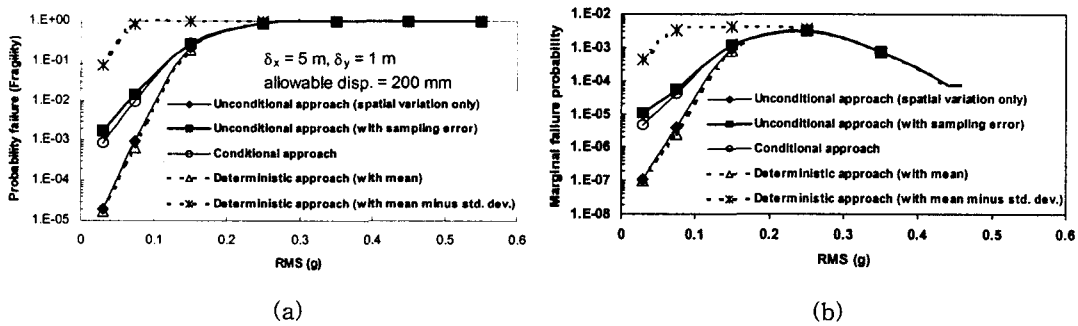 Probability failure (Fragility)
1.E+00
1.E-01
1.E-02
1.E-03
1.E-04
1.E-05
δx = 5 m, δy = 1 m
allowable disp. = 200 mm
Unconditional approach (spatial variation only)
Unconditional approach (with sampling error)
Conditional approach
Deterministic approach (with mean)
Deterministic approach (with mean minus std. dev.)
0 0.1 0.2 0.3 0.4 0.5 0.6
RMS (g)
(a)
Marginal failure probability
1.E-02
1.E-03
1.E-04
1.E-05
1.E-06
1.E-07
1.E-08
Unconditional approach (spatial variation only)
Unconditional approach (with sampling error)
Conditional approach
Deterministic approach (with mean)
Deterministic approach (with mean minus std. dev.)
0 0.1 0.2 0.3 0.4 0.5 0.6
RMS (g)
(b)